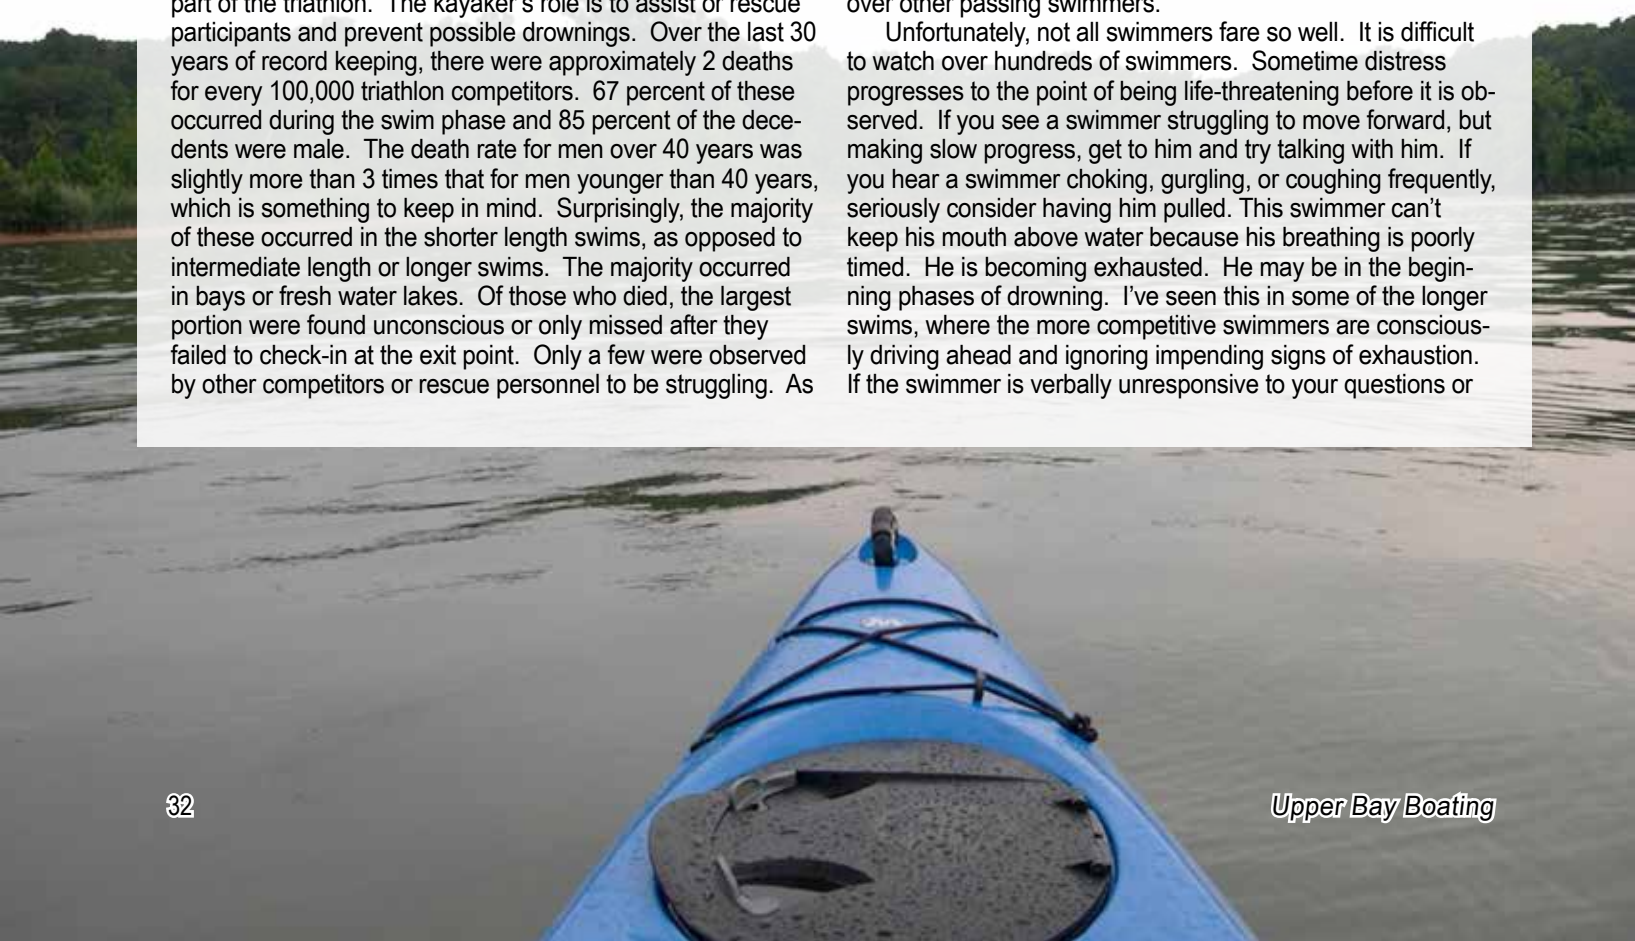 part of the triathlon.  The kayaker's role is to assist or rescue
participants and prevent possible drownings.  Over the last 30
years of record keeping, there were approximately 2 deaths
for every 100,000 triathlon competitors.  67 percent of these
occurred during the swim phase and 85 percent of the dece-
dents were male.  The death rate for men over 40 years was
slightly more than 3 times that for men younger than 40 years,
which is something to keep in mind.  Surprisingly, the majority
of these occurred in the shorter length swims, as opposed to
intermediate length or longer swims.  The majority occurred
in bays or fresh water lakes.  Of those who died, the largest
portion were found unconscious or only missed after they
failed to check-in at the exit point.  Only a few were observed
by other competitors or rescue personnel to be struggling.  As
over other passing swimmers.
Unfortunately, not all swimmers fare so well.  It is difficult
to watch over hundreds of swimmers.  Sometime distress
progresses to the point of being life-threatening before it is ob-
served.  If you see a swimmer struggling to move forward, but
making slow progress, get to him and try talking with him.  If
you hear a swimmer choking, gurgling, or coughing frequently,
seriously consider having him pulled. This swimmer can't
keep his mouth above water because his breathing is poorly
timed.  He is becoming exhausted.  He may be in the begin-
ning phases of drowning.  I've seen this in some of the longer
swims, where the more competitive swimmers are conscious-
ly driving ahead and ignoring impending signs of exhaustion.
If the swimmer is verbally unresponsive to your questions or
32
Upper Bay Boating